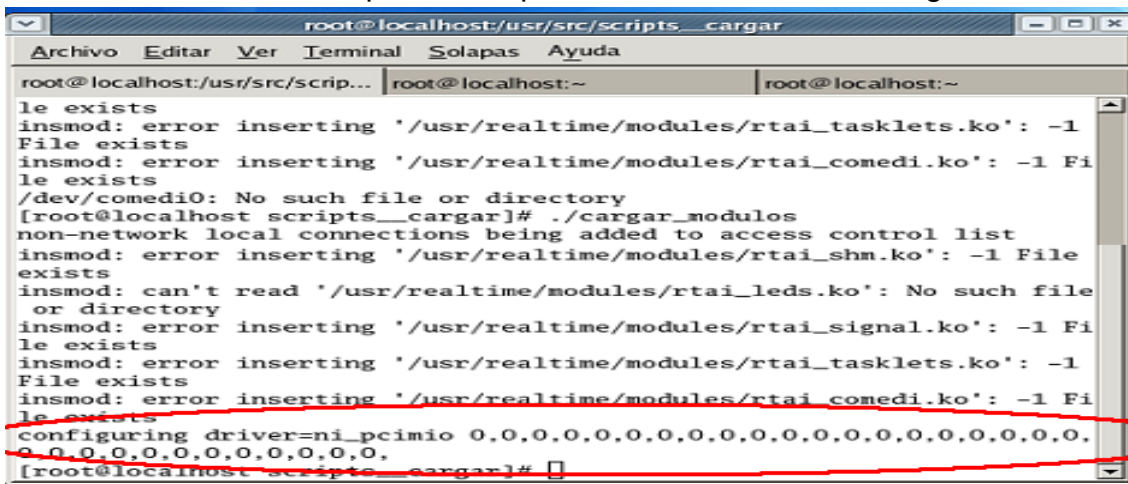 root@localhost:/usr/src/scripts__cargar
Archivo Editar Ver Terminal Solapas Ayuda
root@localhost:/usr/src/scrip... root@localhost:~ root@localhost:~
le exists
insmod: error inserting '/usr/realtime/modules/rtai_tasklets.ko': -1
File exists
insmod: error inserting '/usr/realtime/modules/rtai_comedi.ko': -1 Fi
le exists
/dev/comedi0: No such file or directory
[root@localhost scripts__cargar]# ./cargar_modulos
non-network local connections being added to access control list
insmod: error inserting '/usr/realtime/modules/rtai_shm.ko': -1 File
exists
insmod: can't read '/usr/realtime/modules/rtai_leds.ko': No such file
or directory
insmod: error inserting '/usr/realtime/modules/rtai_signal.ko': -1 Fi
le exists
insmod: error inserting '/usr/realtime/modules/rtai_tasklets.ko': -1
File exists
insmod: error inserting '/usr/realtime/modules/rtai_comedi.ko': -1 Fi
le exists
configuring driver=ni_pcimio 0,0,0,0,0,0,0,0,0,0,0,0,0,0,0,0,0,0,0,0,
0,0,0,0,0,0,0,0,0,0,0,0,
[root@localhost scripts__cargar]#